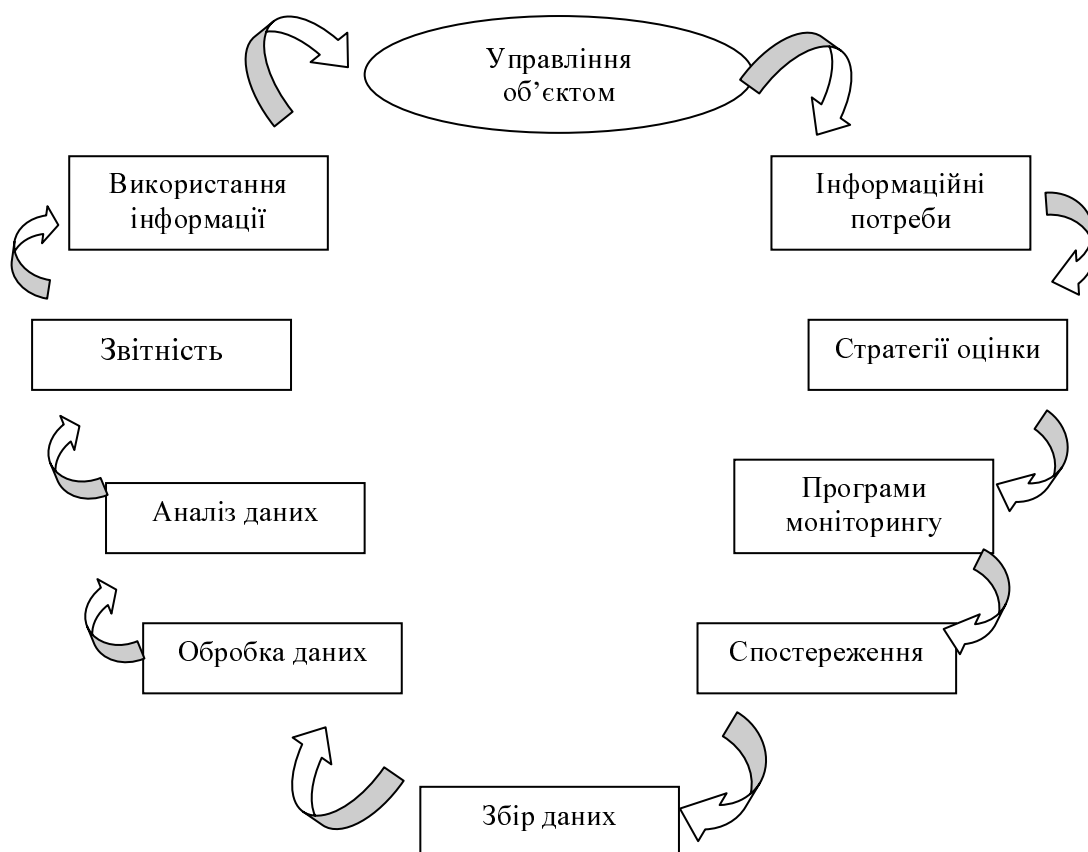 Управління
об’єктом
Інформаційні
потреби
Стратегії оцінки
Програми
моніторингу
Спостереження
Збір даних
Обробка даних
Аналіз даних
Звітність
Використання
інформації